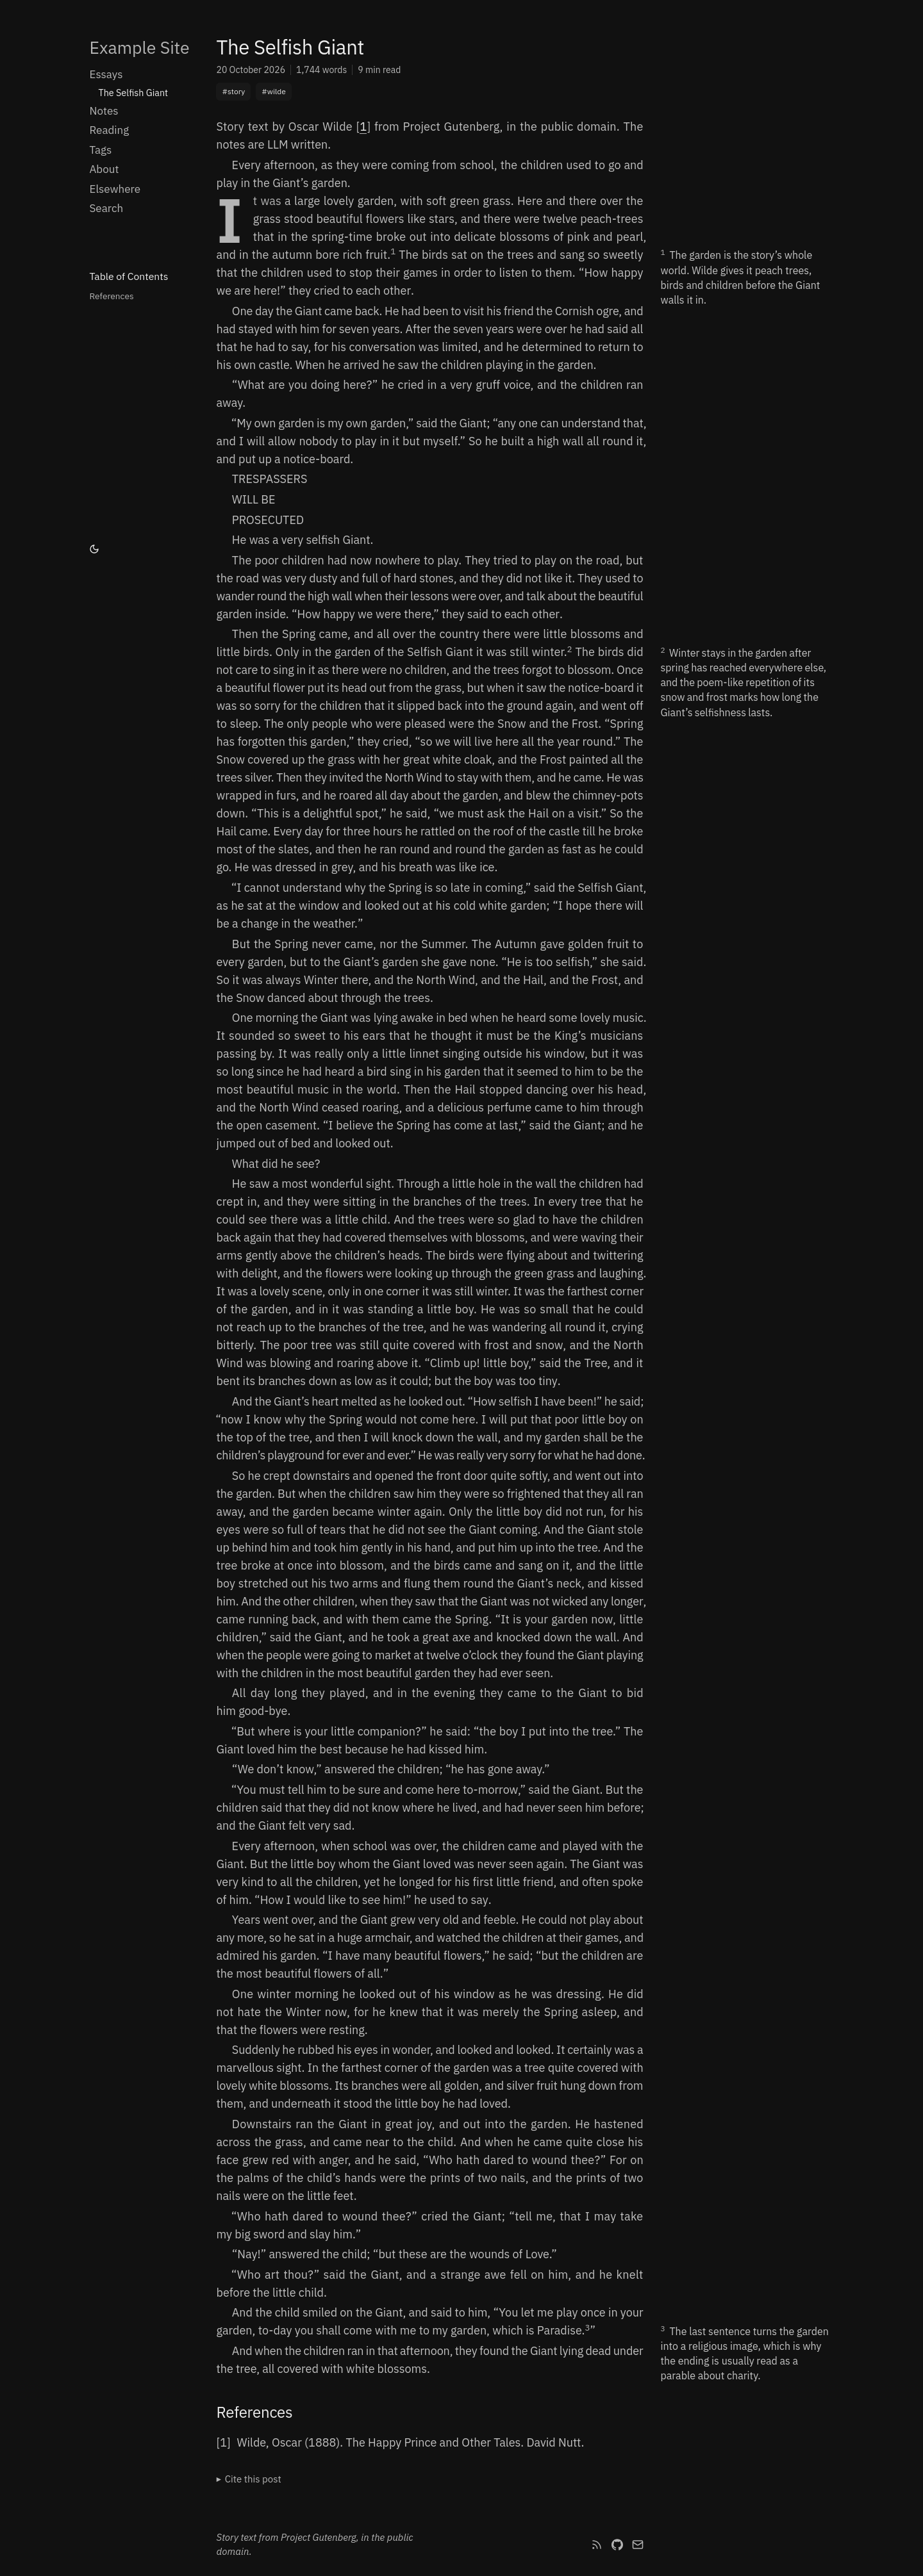 Example Site
Essays
The Selfish Giant
Notes
Reading
Tags
About
Elsewhere
Search
Table of Contents
References
The Selfish Giant
20 October 2026 | 1,744 words | 9 min read
#story #wilde
Story text by Oscar Wilde [1] from Project Gutenberg, in the public domain. The
notes are LLM written.
Every afternoon, as they were coming from school, the children used to go and
play in the Giant’s garden.
It was a large lovely garden, with soft green grass. Here and there over the
grass stood beautiful flowers like stars, and there were twelve peach-trees
that in the spring-time broke out into delicate blossoms of pink and pearl,
and in the autumn bore rich fruit.1 The birds sat on the trees and sang so sweetly
that the children used to stop their games in order to listen to them. “How happy
we are here!” they cried to each other.
1 The garden is the story’s whole
world. Wilde gives it peach trees,
birds and children before the Giant
walls it in.
One day the Giant came back. He had been to visit his friend the Cornish ogre, and
had stayed with him for seven years. After the seven years were over he had said all
that he had to say, for his conversation was limited, and he determined to return to
his own castle. When he arrived he saw the children playing in the garden.
“What are you doing here?” he cried in a very gruff voice, and the children ran
away.
“My own garden is my own garden,” said the Giant; “any one can understand that,
and I will allow nobody to play in it but myself.” So he built a high wall all round it,
and put up a notice-board.
TRESPASSERS
WILL BE
PROSECUTED
He was a very selfish Giant.
The poor children had now nowhere to play. They tried to play on the road, but
the road was very dusty and full of hard stones, and they did not like it. They used to
wander round the high wall when their lessons were over, and talk about the beautiful
garden inside. “How happy we were there,” they said to each other.
Then the Spring came, and all over the country there were little blossoms and
little birds. Only in the garden of the Selfish Giant it was still winter.2 The birds did
not care to sing in it as there were no children, and the trees forgot to blossom. Once
a beautiful flower put its head out from the grass, but when it saw the notice-board it
was so sorry for the children that it slipped back into the ground again, and went off
to sleep. The only people who were pleased were the Snow and the Frost. “Spring
has forgotten this garden,” they cried, “so we will live here all the year round.” The
Snow covered up the grass with her great white cloak, and the Frost painted all the
trees silver. Then they invited the North Wind to stay with them, and he came. He was
wrapped in furs, and he roared all day about the garden, and blew the chimney-pots
down. “This is a delightful spot,” he said, “we must ask the Hail on a visit.” So the
Hail came. Every day for three hours he rattled on the roof of the castle till he broke
most of the slates, and then he ran round and round the garden as fast as he could
go. He was dressed in grey, and his breath was like ice.
2 Winter stays in the garden after
spring has reached everywhere else,
and the poem-like repetition of its
snow and frost marks how long the
Giant’s selfishness lasts.
“I cannot understand why the Spring is so late in coming,” said the Selfish Giant,
as he sat at the window and looked out at his cold white garden; “I hope there will
be a change in the weather.”
But the Spring never came, nor the Summer. The Autumn gave golden fruit to
every garden, but to the Giant’s garden she gave none. “He is too selfish,” she said.
So it was always Winter there, and the North Wind, and the Hail, and the Frost, and
the Snow danced about through the trees.
One morning the Giant was lying awake in bed when he heard some lovely music.
It sounded so sweet to his ears that he thought it must be the King’s musicians
passing by. It was really only a little linnet singing outside his window, but it was
so long since he had heard a bird sing in his garden that it seemed to him to be the
most beautiful music in the world. Then the Hail stopped dancing over his head,
and the North Wind ceased roaring, and a delicious perfume came to him through
the open casement. “I believe the Spring has come at last,” said the Giant; and he
jumped out of bed and looked out.
What did he see?
He saw a most wonderful sight. Through a little hole in the wall the children had
crept in, and they were sitting in the branches of the trees. In every tree that he
could see there was a little child. And the trees were so glad to have the children
back again that they had covered themselves with blossoms, and were waving their
arms gently above the children’s heads. The birds were flying about and twittering
with delight, and the flowers were looking up through the green grass and laughing.
It was a lovely scene, only in one corner it was still winter. It was the farthest corner
of the garden, and in it was standing a little boy. He was so small that he could
not reach up to the branches of the tree, and he was wandering all round it, crying
bitterly. The poor tree was still quite covered with frost and snow, and the North
Wind was blowing and roaring above it. “Climb up! little boy,” said the Tree, and it
bent its branches down as low as it could; but the boy was too tiny.
And the Giant’s heart melted as he looked out. “How selfish I have been!” he said;
“now I know why the Spring would not come here. I will put that poor little boy on
the top of the tree, and then I will knock down the wall, and my garden shall be the
children’s playground for ever and ever.” He was really very sorry for what he had done.
So he crept downstairs and opened the front door quite softly, and went out into
the garden. But when the children saw him they were so frightened that they all ran
away, and the garden became winter again. Only the little boy did not run, for his
eyes were so full of tears that he did not see the Giant coming. And the Giant stole
up behind him and took him gently in his hand, and put him up into the tree. And the
tree broke at once into blossom, and the birds came and sang on it, and the little
boy stretched out his two arms and flung them round the Giant’s neck, and kissed
him. And the other children, when they saw that the Giant was not wicked any longer,
came running back, and with them came the Spring. “It is your garden now, little
children,” said the Giant, and he took a great axe and knocked down the wall. And
when the people were going to market at twelve o’clock they found the Giant playing
with the children in the most beautiful garden they had ever seen.
All day long they played, and in the evening they came to the Giant to bid
him good-bye.
“But where is your little companion?” he said: “the boy I put into the tree.” The
Giant loved him the best because he had kissed him.
“We don’t know,” answered the children; “he has gone away.”
“You must tell him to be sure and come here to-morrow,” said the Giant. But the
children said that they did not know where he lived, and had never seen him before;
and the Giant felt very sad.
Every afternoon, when school was over, the children came and played with the
Giant. But the little boy whom the Giant loved was never seen again. The Giant was
very kind to all the children, yet he longed for his first little friend, and often spoke
of him. “How I would like to see him!” he used to say.
Years went over, and the Giant grew very old and feeble. He could not play about
any more, so he sat in a huge armchair, and watched the children at their games, and
admired his garden. “I have many beautiful flowers,” he said; “but the children are
the most beautiful flowers of all.”
One winter morning he looked out of his window as he was dressing. He did
not hate the Winter now, for he knew that it was merely the Spring asleep, and
that the flowers were resting.
Suddenly he rubbed his eyes in wonder, and looked and looked. It certainly was a
marvellous sight. In the farthest corner of the garden was a tree quite covered with
lovely white blossoms. Its branches were all golden, and silver fruit hung down from
them, and underneath it stood the little boy he had loved.
Downstairs ran the Giant in great joy, and out into the garden. He hastened
across the grass, and came near to the child. And when he came quite close his
face grew red with anger, and he said, “Who hath dared to wound thee?” For on
the palms of the child’s hands were the prints of two nails, and the prints of two
nails were on the little feet.
“Who hath dared to wound thee?” cried the Giant; “tell me, that I may take
my big sword and slay him.”
“Nay!” answered the child; “but these are the wounds of Love.”
“Who art thou?” said the Giant, and a strange awe fell on him, and he knelt
before the little child.
And the child smiled on the Giant, and said to him, “You let me play once in your
garden, to-day you shall come with me to my garden, which is Paradise.3”
3 The last sentence turns the garden
into a religious image, which is why
the ending is usually read as a
parable about charity.
And when the children ran in that afternoon, they found the Giant lying dead under
the tree, all covered with white blossoms.
References
[1] Wilde, Oscar (1888). The Happy Prince and Other Tales. David Nutt.
▸ Cite this post
Story text from Project Gutenberg, in the public
domain.